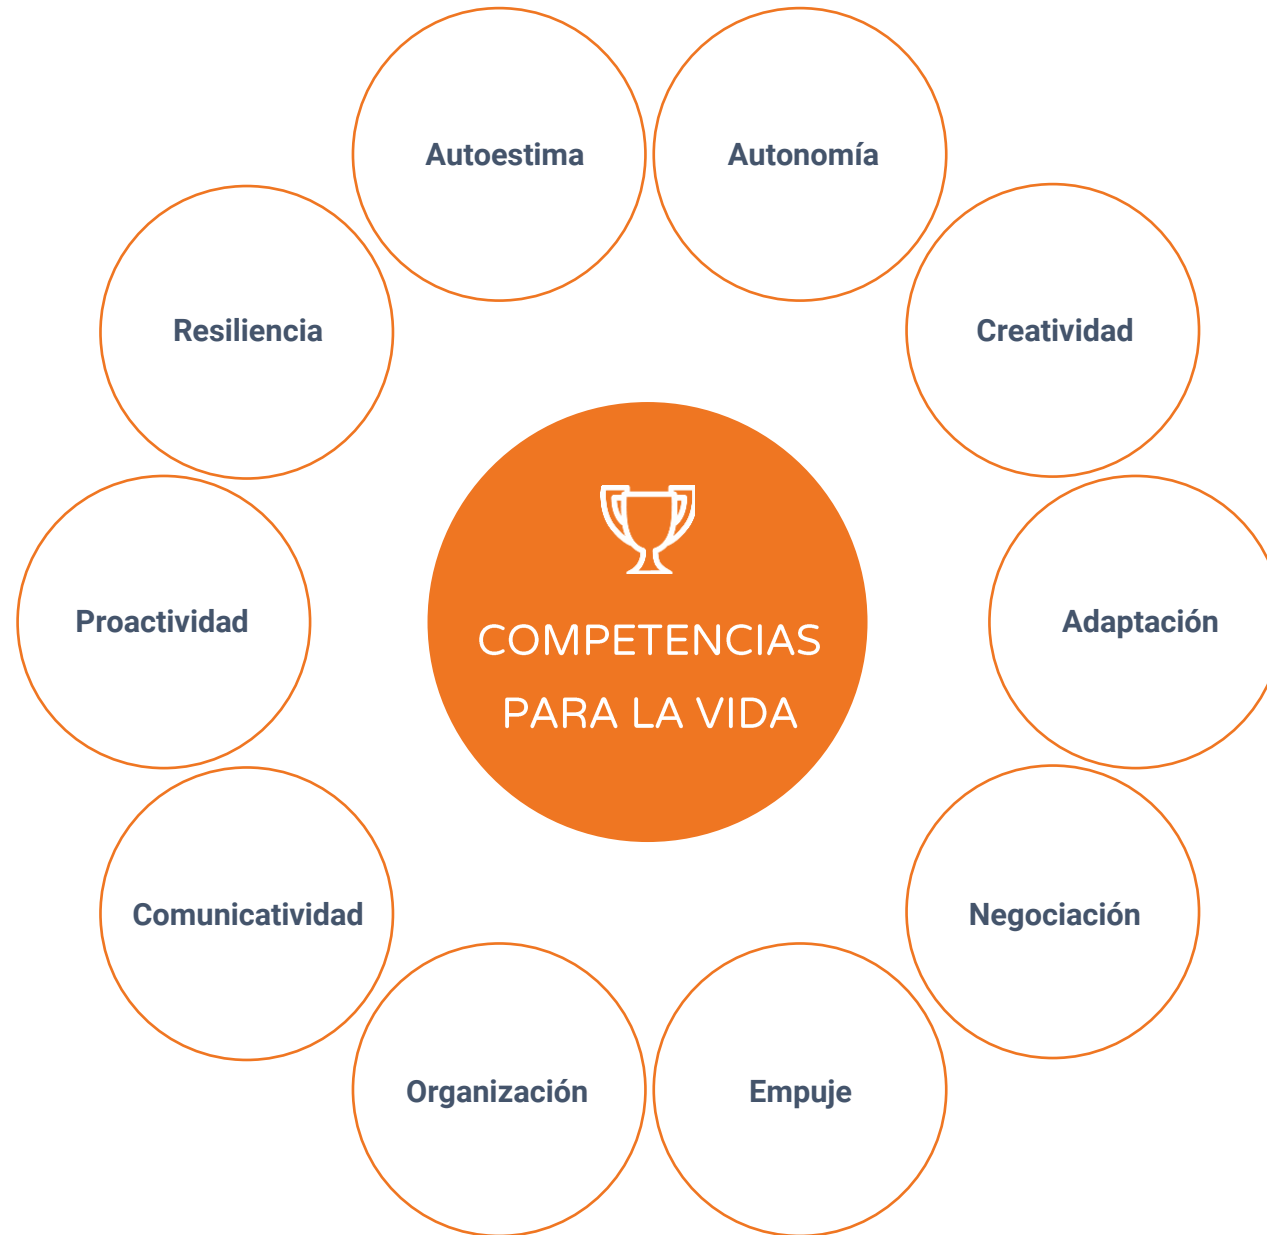 Autoestima
Autonomía
Resiliencia
Creatividad
COMPETENCIAS
PARA LA VIDA
Proactividad
Adaptación
Comunicatividad
Negociación
Organización
Empuje